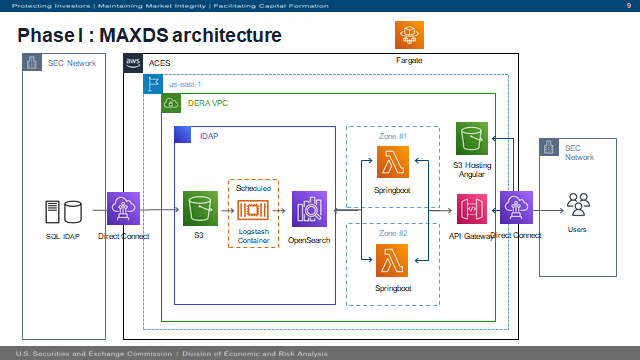 Protecting Investors | Maintaining Market Integrity | Facilitating Capital Formation
9
Phase I : MAXDS architecture
Fargate
SEC Network
aws
ACES
us-east-1
DERA VPC
IDAP
Zone #1
Springboot
S3 Hosting
Angular
SEC
Network
SQL IDAP
Direct Connect
S3
Scheduled
Logstash
Container
OpenSearch
API Gateway
Direct Connect
Users
Zone #2
Springboot
U.S. Securities and Exchange Commission | Division of Economic and Risk Analysis